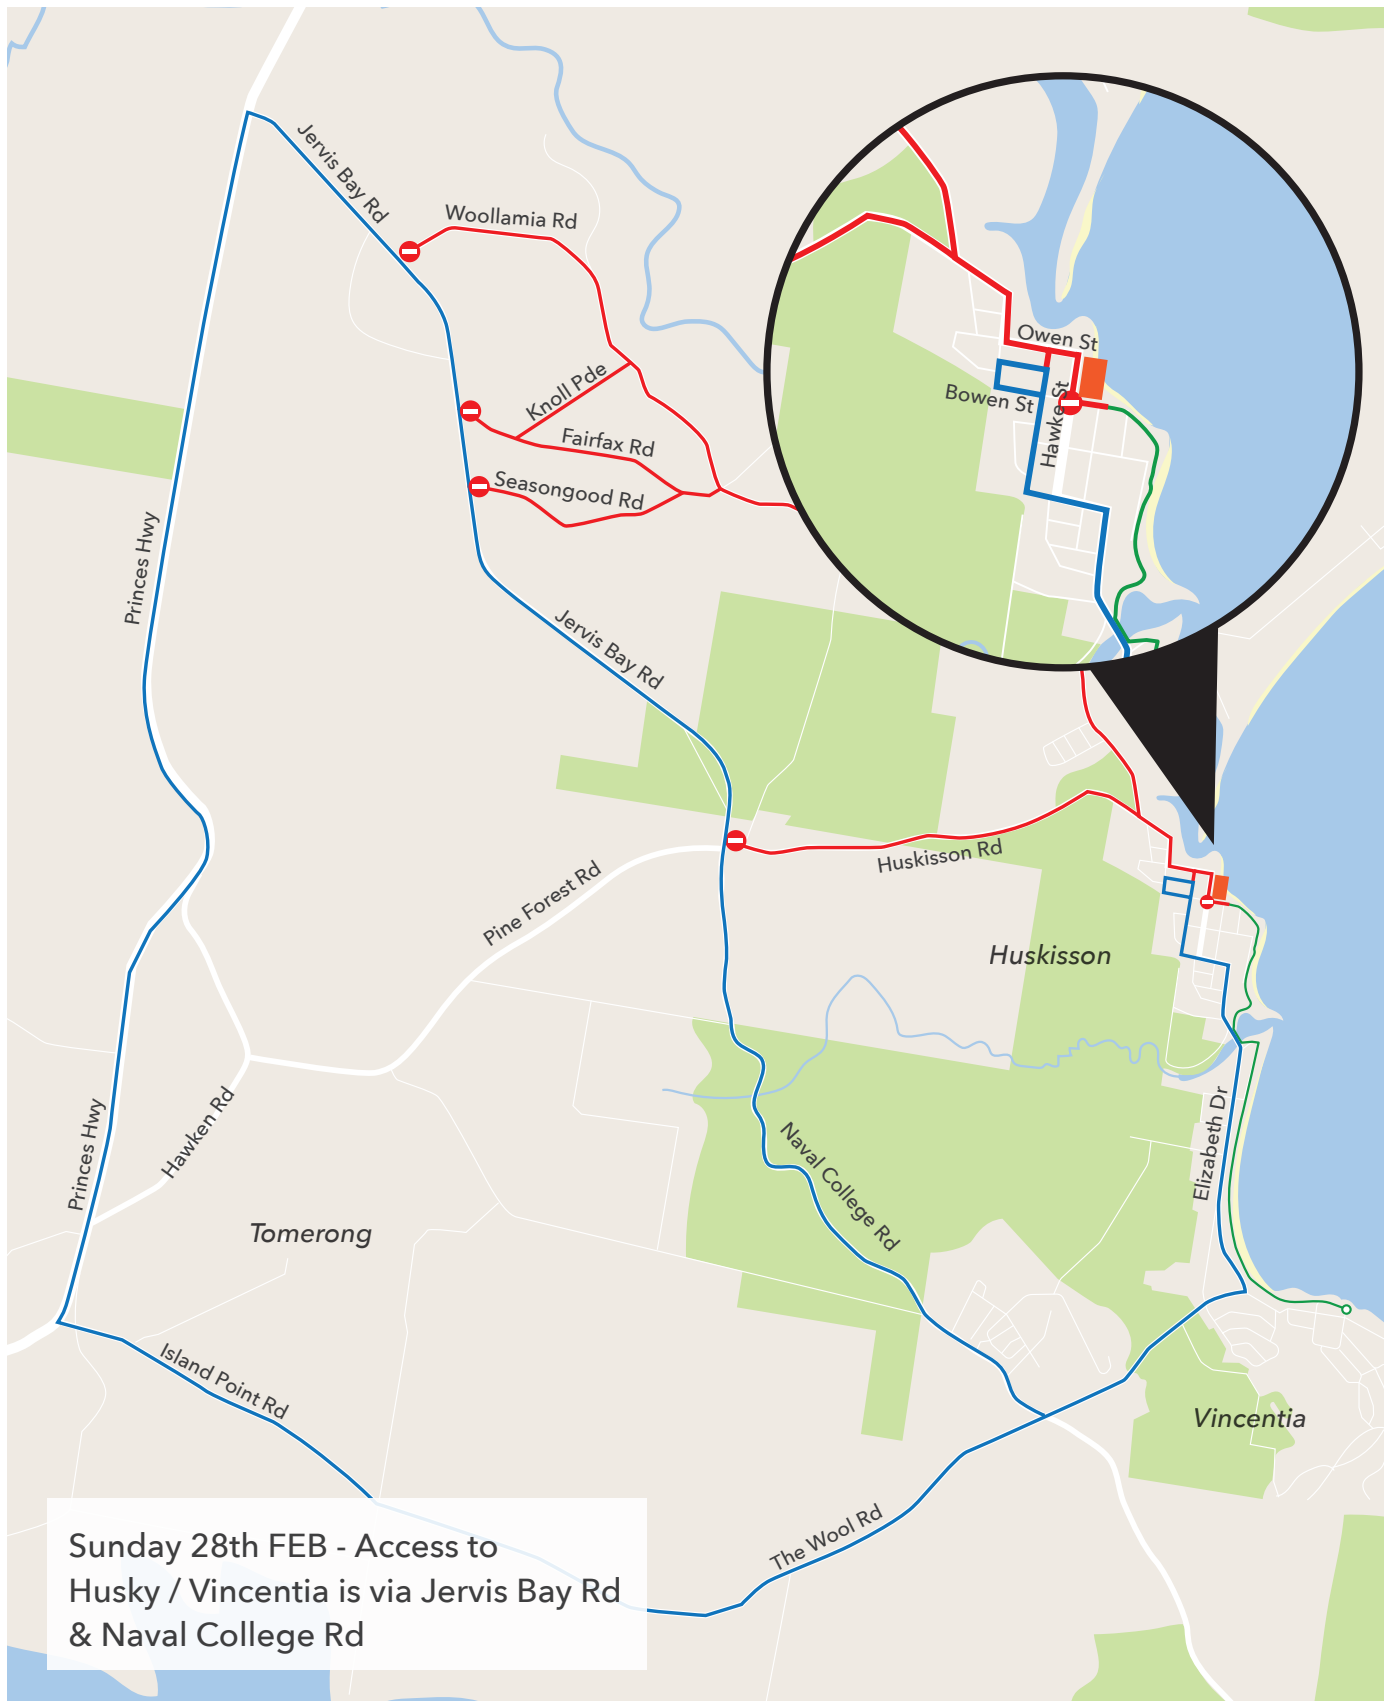 Jervis Bay Rd
Woollamia Rd
Owen St
Knoll Pde
Bowen St
Hawke St
Fairfax Rd
Seasongood Rd
Princes Hwy
Jervis Bay Rd
Huskisson Rd
Pine Forest Rd
Huskisson
Hawken Rd
Princes Hwy
Elizabeth Dr
Naval College Rd
Tomerong
Island Point Rd
Vincentia
The Wool Rd
Sunday 28th FEB - Access to
Husky / Vincentia is via Jervis Bay Rd
& Naval College Rd